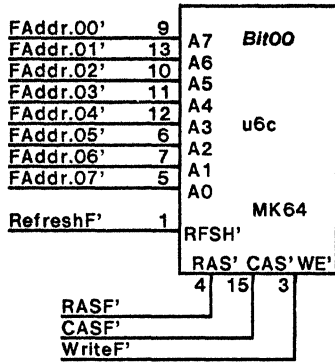 FAddr.00' 9 A7 Bit00
FAddr.01' 13 A6
FAddr.02' 10 A5
FAddr.03' 11 A4
FAddr.04' 12 A3 u6c
FAddr.05' 6 A2
FAddr.06' 7 A1
FAddr.07' 5 A0
MK64
RefreshF' 1 RFSH'
RAS' CAS' WE'
4 15 3
RASF'
CASF'
WriteF'